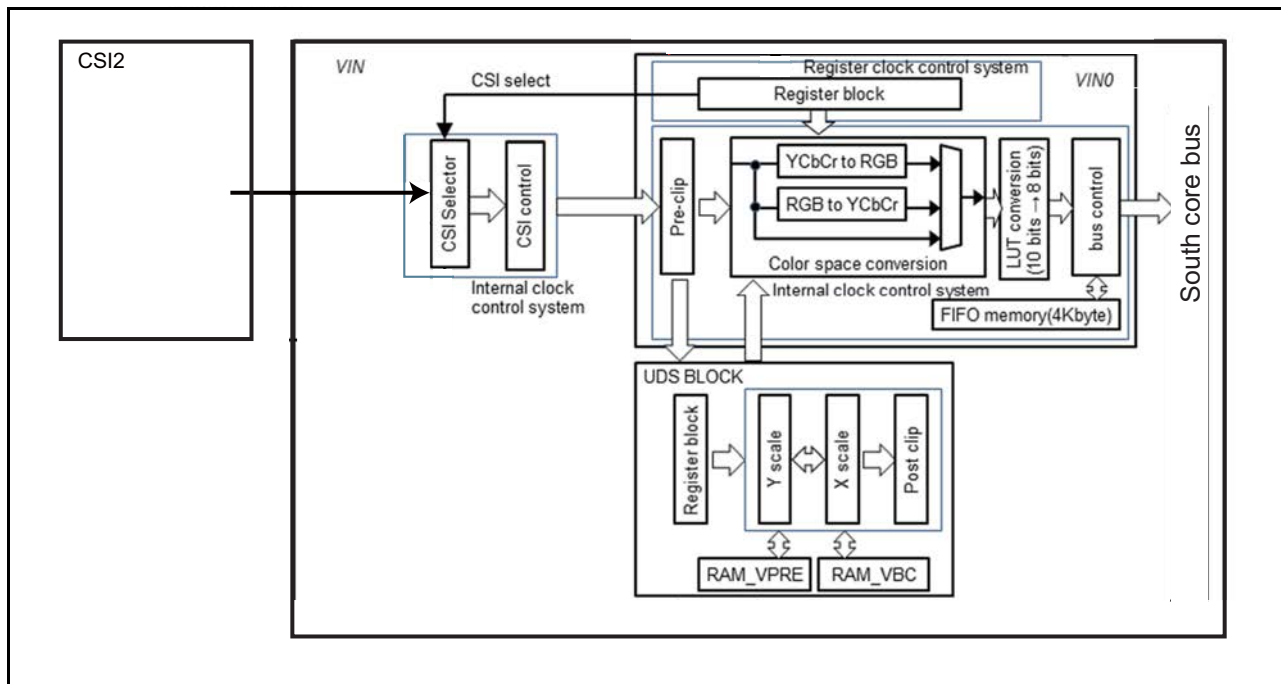 CSI2
VIN
CSI select
CSI Selector
CSI control
Internal clock
control system
Register clock control system
VIN0
Register block
Pre-clip
YCbCr to RGB
RGB to YCbCr
Color space conversion
Internal clock control system
LUT conversion
(10 bits → 8 bits)
bus control
FIFO memory(4Kbyte)
South core bus
UDS BLOCK
Register block
Y scale
X scale
Post clip
RAM_VPRE
RAM_VBC